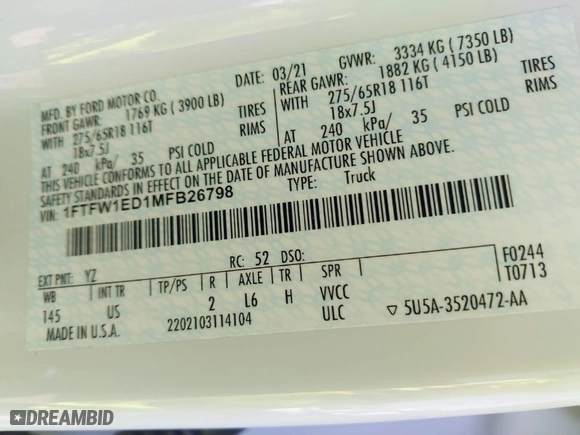 MFD. BY FORD MOTOR CO. DATE: 03/21 GVWR: 3334 KG (7350 LB)
FRONT GAWR: 1769 KG (3900 LB) REAR GAWR: 1882 KG (4150 LB)
WITH 275/65R18 116T TIRES WITH 275/65R18 116T TIRES
18x7.5J RIMS 18x7.5J RIMS
AT 240 kPa/ 35 PSI COLD AT 240 kPa/ 35 PSI COLD
THIS VEHICLE CONFORMS TO ALL APPLICABLE FEDERAL MOTOR VEHICLE
SAFETY STANDARDS IN EFFECT ON THE DATE OF MANUFACTURE SHOWN ABOVE.
VIN: 1FTFW1ED1MFB26798 TYPE: Truck
EXT PNT: YZ RC: 52 DSO: F0244
WB INT TR TP/PS R AXLE TR SPR T0713
145 US 2 L6 H VVCC
MADE IN U.S.A. 2202103114104 ULC 5U5A-3520472-AA
DREAMBID